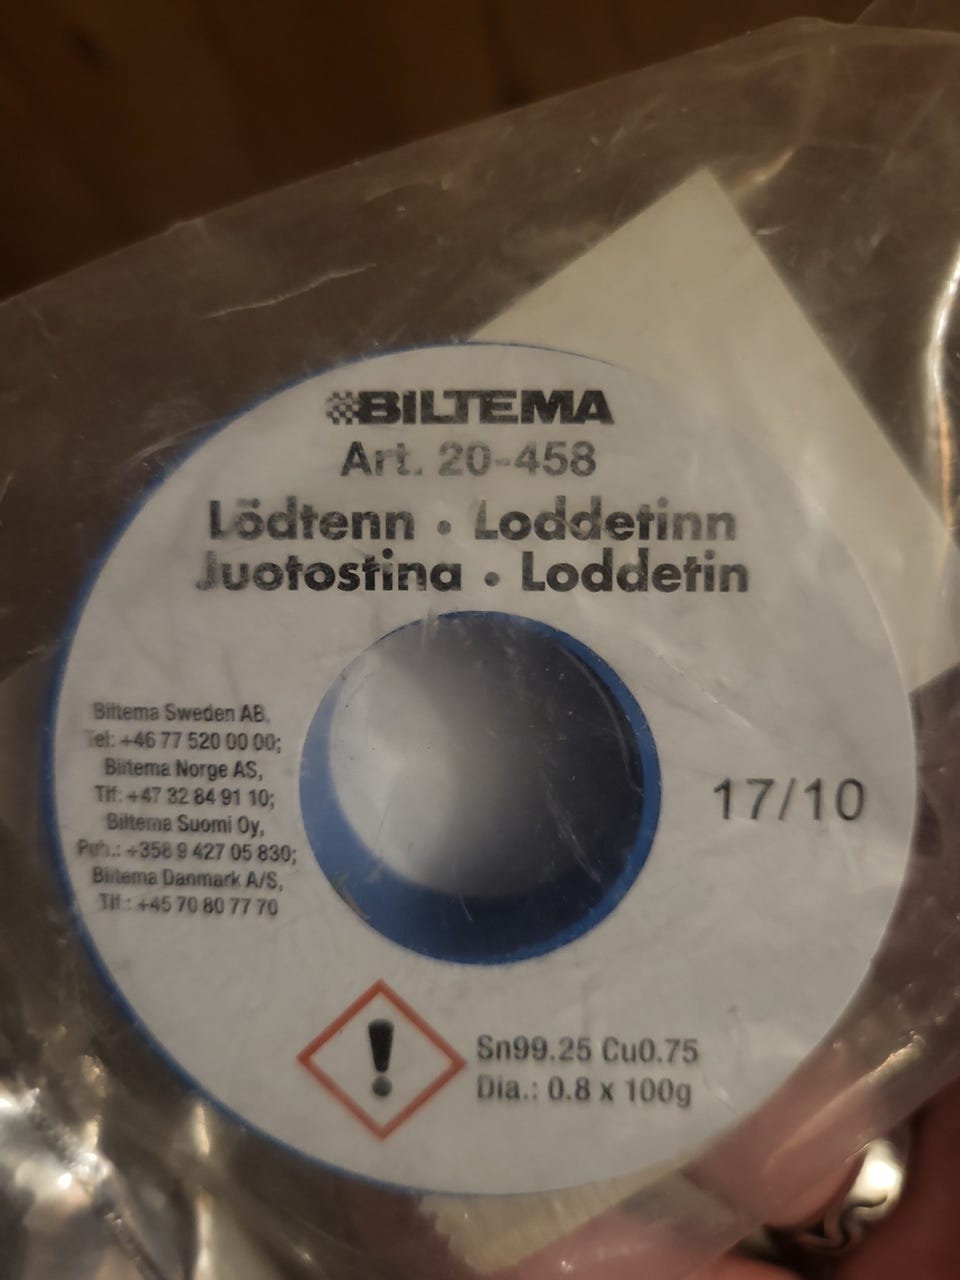 BILTEMA
Art. 20-458
Lödtenn • Loddetinn
Juotostina • Loddetin
Biltema Sweden AB,
Tel: +46 77 520 00 00;
Biltema Norge AS,
Tlf: +47 32 84 91 10;
Biltema Suomi Oy,
Puh.: +358 9 427 05 830;
Biltema Danmark A/S,
Tlf.: +45 70 80 77 70
17/10
Sn99.25 Cu0.75
Dia.: 0.8 x 100g